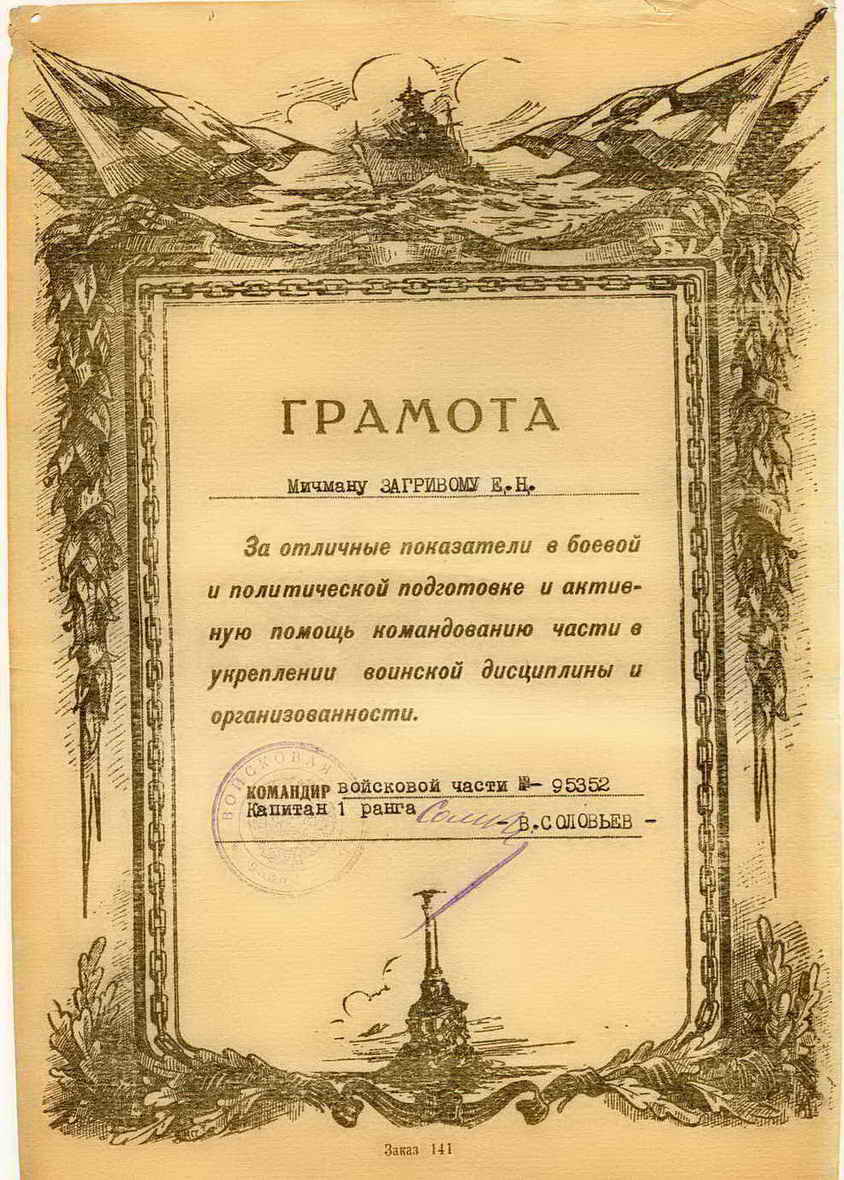 ГРАМОТА
Мичману ЗАГРИВОМУ Е.Н.
За отличные показатели в боевой
и политической подготовке и актив-
ную помощь командованию части в
укреплении воинской дисциплины и
организованности.
ВОЙСКОВАЯ
КОМАНДИР войсковой части №- 95352
Капитан 1 ранга - В.СОЛОВЬЕВ -
Заказ 141